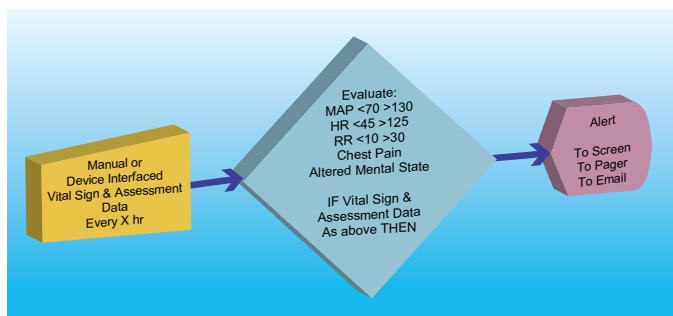 Manual or
Device Interfaced
Vital Sign & Assessment
Data
Every X hr
Evaluate:
MAP <70 >130
HR <45 >125
RR <10 >30
Chest Pain
Altered Mental State
IF Vital Sign &
Assessment Data
As above THEN
Alert
To Screen
To Pager
To Email